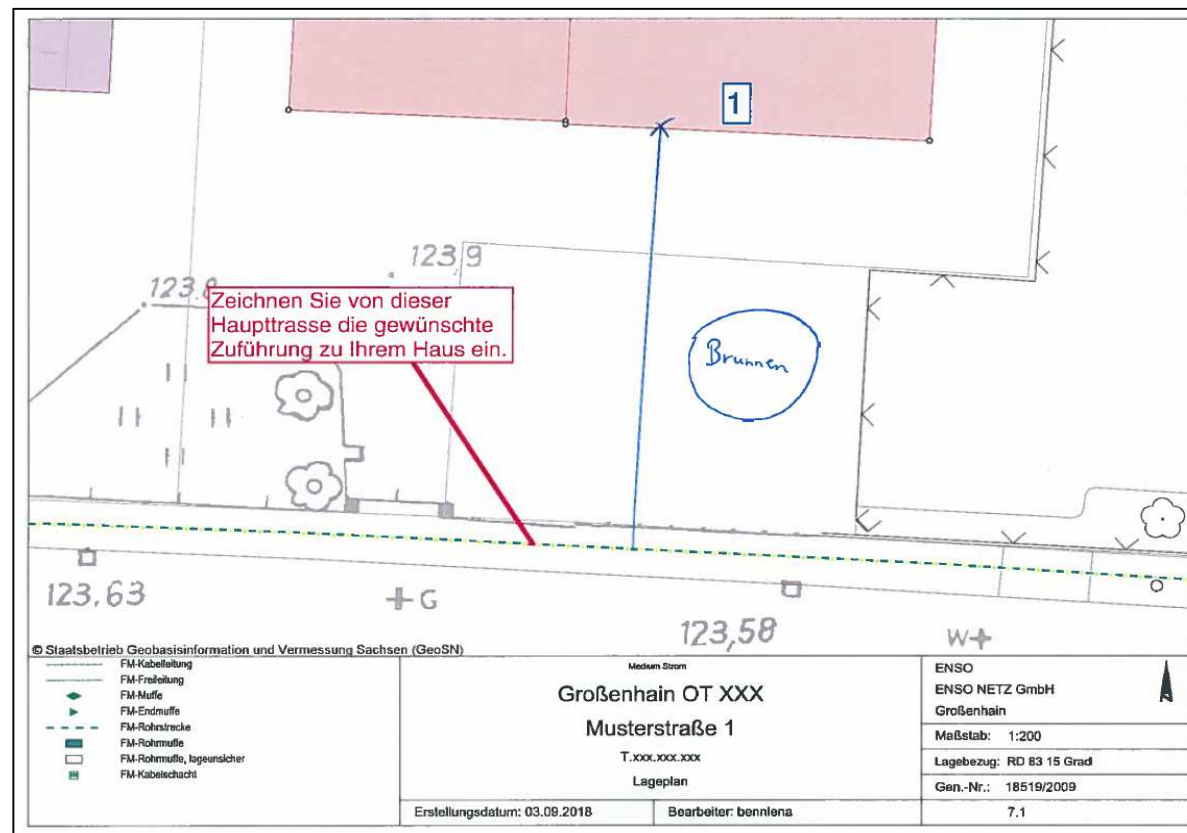 1
123,9
123.8
Zeichnen Sie von dieser
Haupttrasse die gewünschte
Zuführung zu Ihrem Haus ein.
Brunnen
123,63
G
123,58
W
© Staatsbetrieb Geobasisinformation und Vermessung Sachsen (GeoSN)
FM-Kabelleitung
FM-Freileitung
FM-Muffe
FM-Endmuffe
FM-Rohrstrecke
FM-Rohrmuffe
FM-Rohrmuffe, lageunsicher
FM-Kabelschacht
Medium Strom
Großenhain OT XXX
Musterstraße 1
T.xxx.xxx.xxx
Lageplan
Erstellungsdatum: 03.09.2018
Bearbeiter: bennlena
ENSO
ENSO NETZ GmbH
Großenhain
Maßstab: 1:200
Lagebezug: RD 83 15 Grad
Gen.-Nr.: 18519/2009
7.1